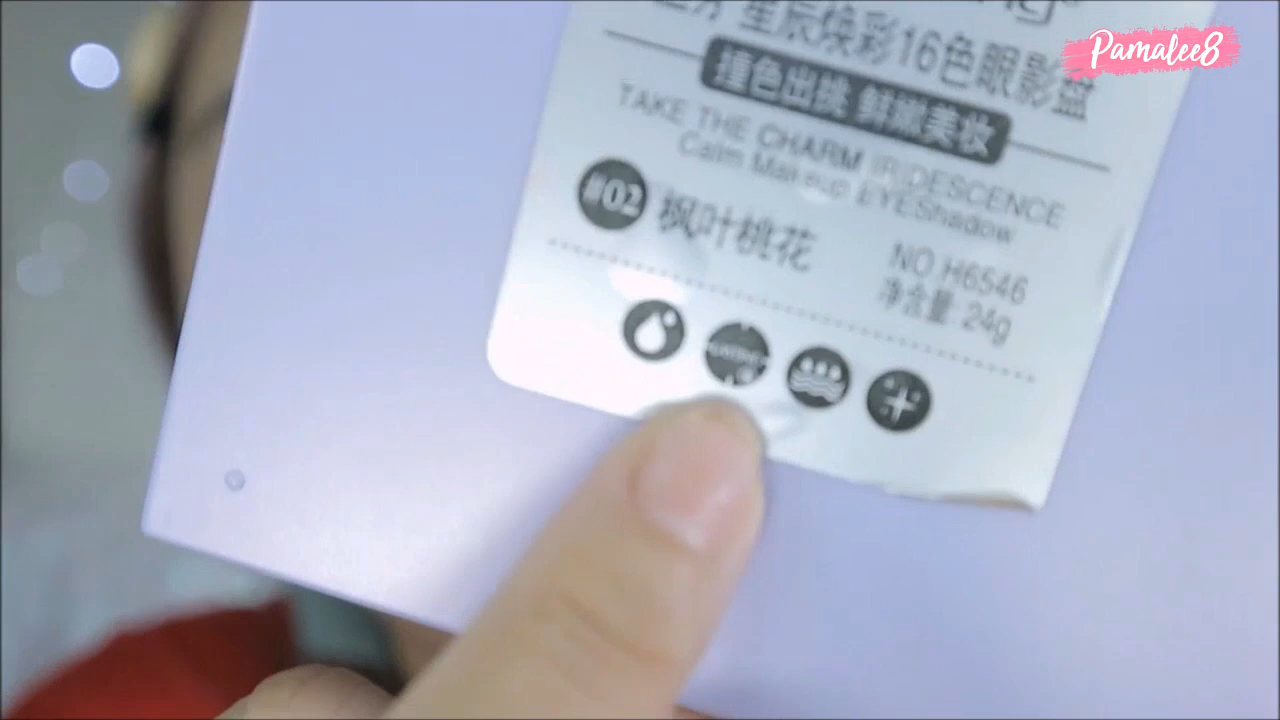 Pamalee8
星辰焕彩16色眼影盘
撞色出挑 鲜嫩美妆
TAKE THE CHARM IRIDESCENCE
Calm Makeup EYEShadow
#02 枫叶桃花
NO H6546
净含量: 24g